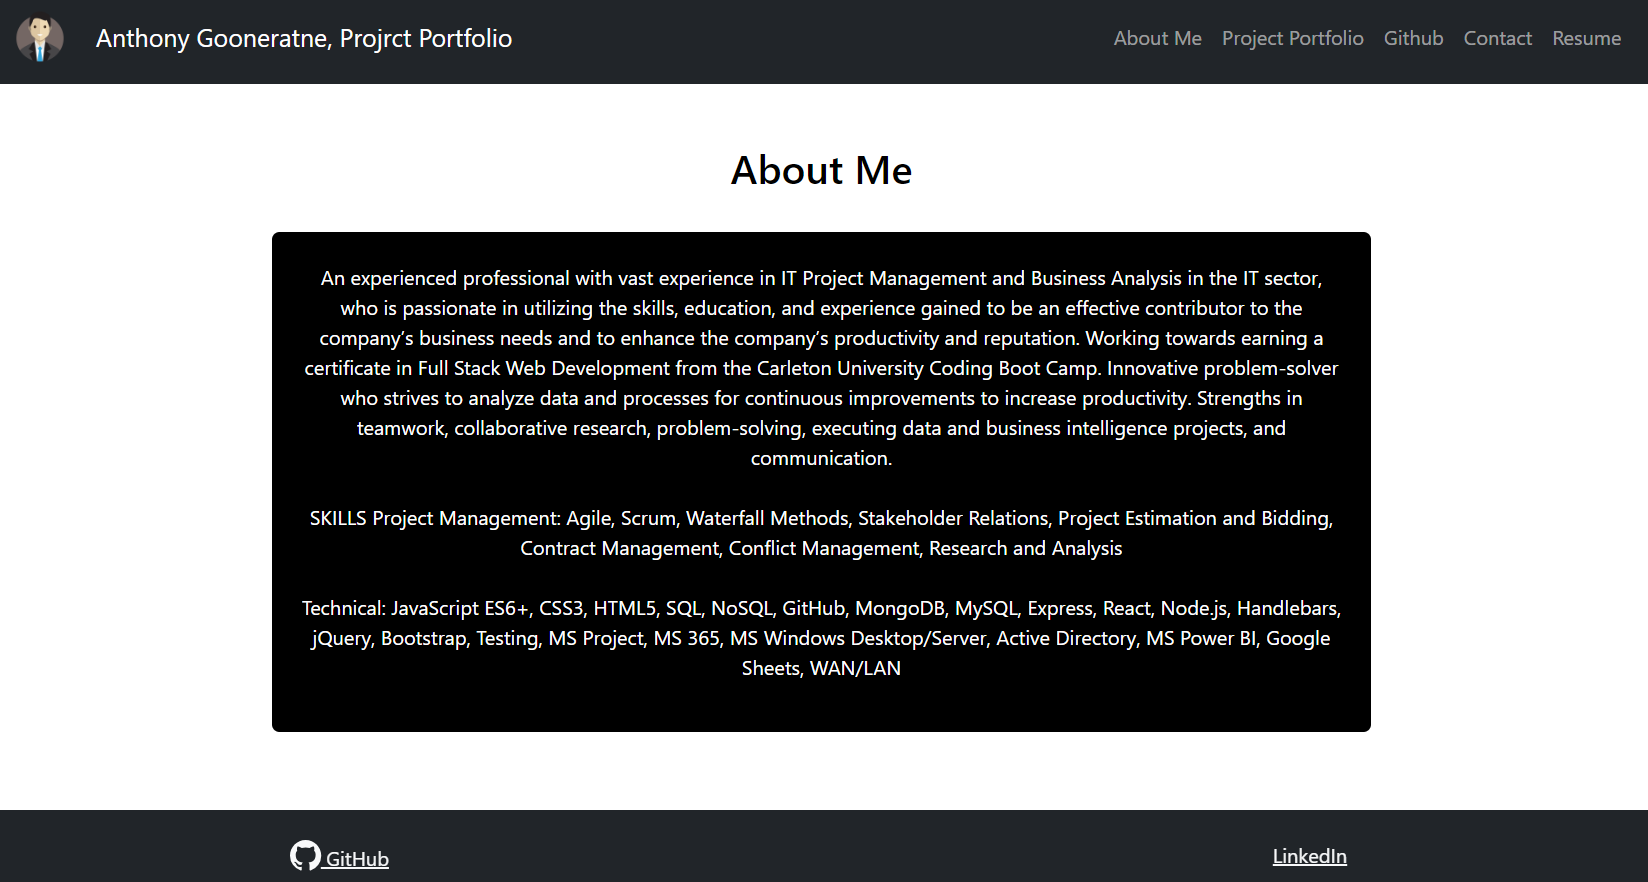 Anthony Gooneratne, Projrct Portfolio
About Me Project Portfolio Github Contact Resume
About Me
An experienced professional with vast experience in IT Project Management and Business Analysis in the IT sector,
who is passionate in utilizing the skills, education, and experience gained to be an effective contributor to the
company’s business needs and to enhance the company’s productivity and reputation. Working towards earning a
certificate in Full Stack Web Development from the Carleton University Coding Boot Camp. Innovative problem-solver
who strives to analyze data and processes for continuous improvements to increase productivity. Strengths in
teamwork, collaborative research, problem-solving, executing data and business intelligence projects, and
communication.
SKILLS Project Management: Agile, Scrum, Waterfall Methods, Stakeholder Relations, Project Estimation and Bidding,
Contract Management, Conflict Management, Research and Analysis
Technical: JavaScript ES6+, CSS3, HTML5, SQL, NoSQL, GitHub, MongoDB, MySQL, Express, React, Node.js, Handlebars,
jQuery, Bootstrap, Testing, MS Project, MS 365, MS Windows Desktop/Server, Active Directory, MS Power BI, Google
Sheets, WAN/LAN
GitHub
LinkedIn